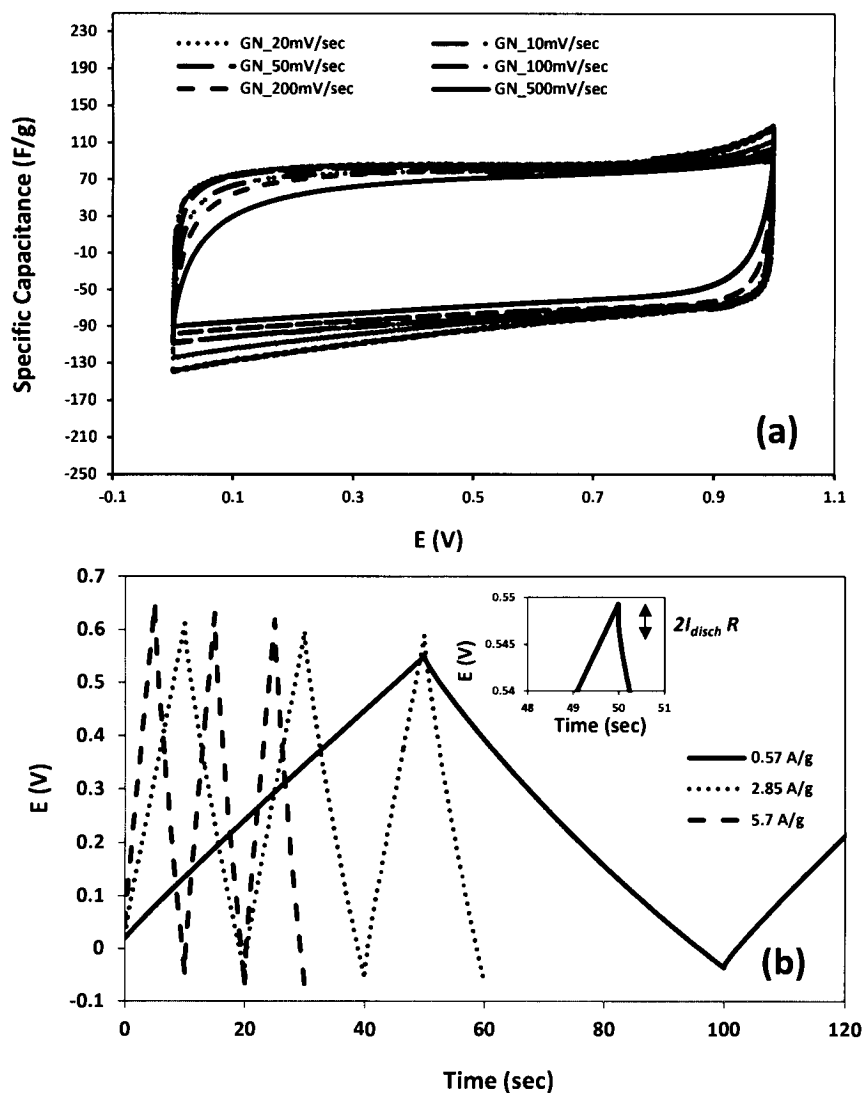 230
190
150
110
70
30
-10
-50
-90
-130
-170
-210
-250
Specific Capacitance (F/g)
GN_20mV/sec
GN_10mV/sec
GN_50mV/sec
GN_100mV/sec
GN_200mV/sec
GN_500mV/sec
(a)
-0.1 0.1 0.3 0.5 0.7 0.9 1.1
E (V)
0.7
0.6
0.5
0.4
0.3
0.2
0.1
0
-0.1
E (V)
0.55
0.545
0.54
E (V)
48 49 50 51
Time (sec)
2I_disch R
0.57 A/g
2.85 A/g
5.7 A/g
(b)
0 20 40 60 80 100 120
Time (sec)